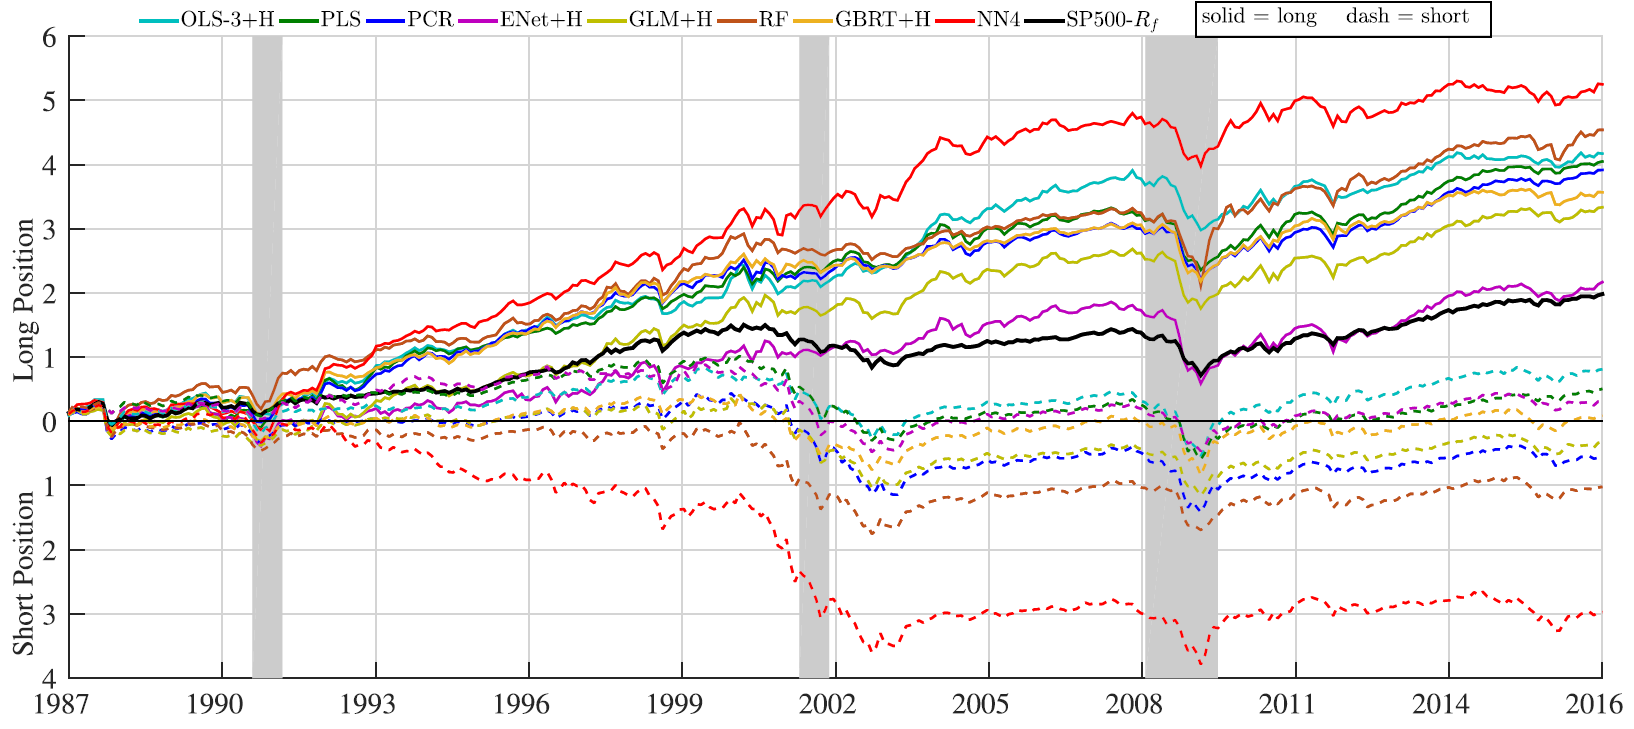 OLS-3+H PLS PCR ENet+H GLM+H RF GBRT+H NN4 SP500-R_f solid = long dash = short
Long Position
Short Position
6
5
4
3
2
1
0
1
2
3
4
1987 1990 1993 1996 1999 2002 2005 2008 2011 2014 2016